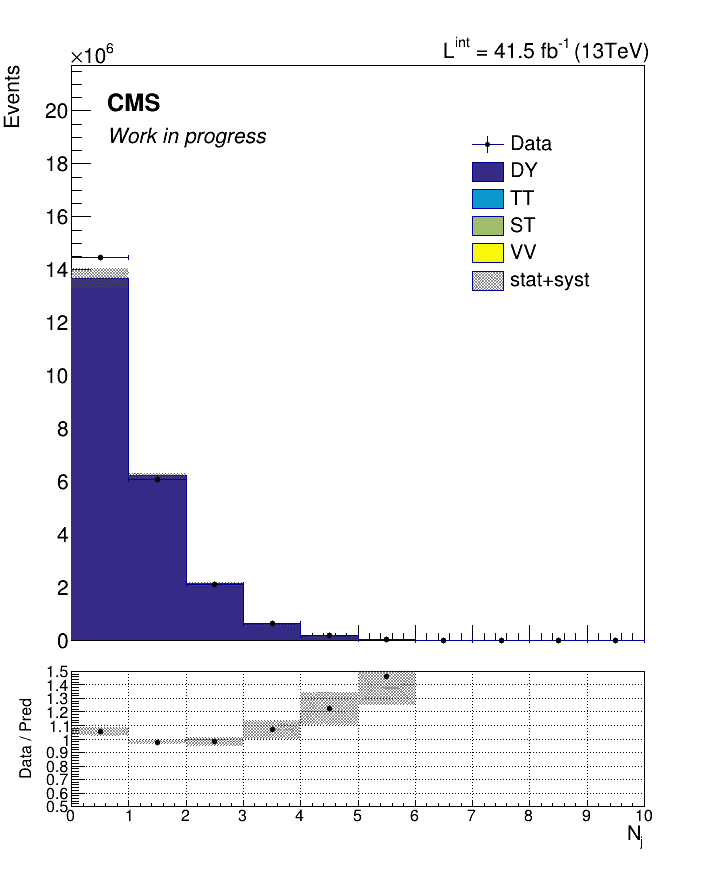 ×10⁶
L^int = 41.5 fb⁻¹ (13TeV)
Events
CMS
Work in progress
Data
DY
TT
ST
VV
stat+syst
20
18
16
14
12
10
8
6
4
2
0
Data / Pred
1.5
1.4
1.3
1.2
1.1
1
0.9
0.8
0.7
0.6
0.5
0 1 2 3 4 5 6 7 8 9 10
N_j